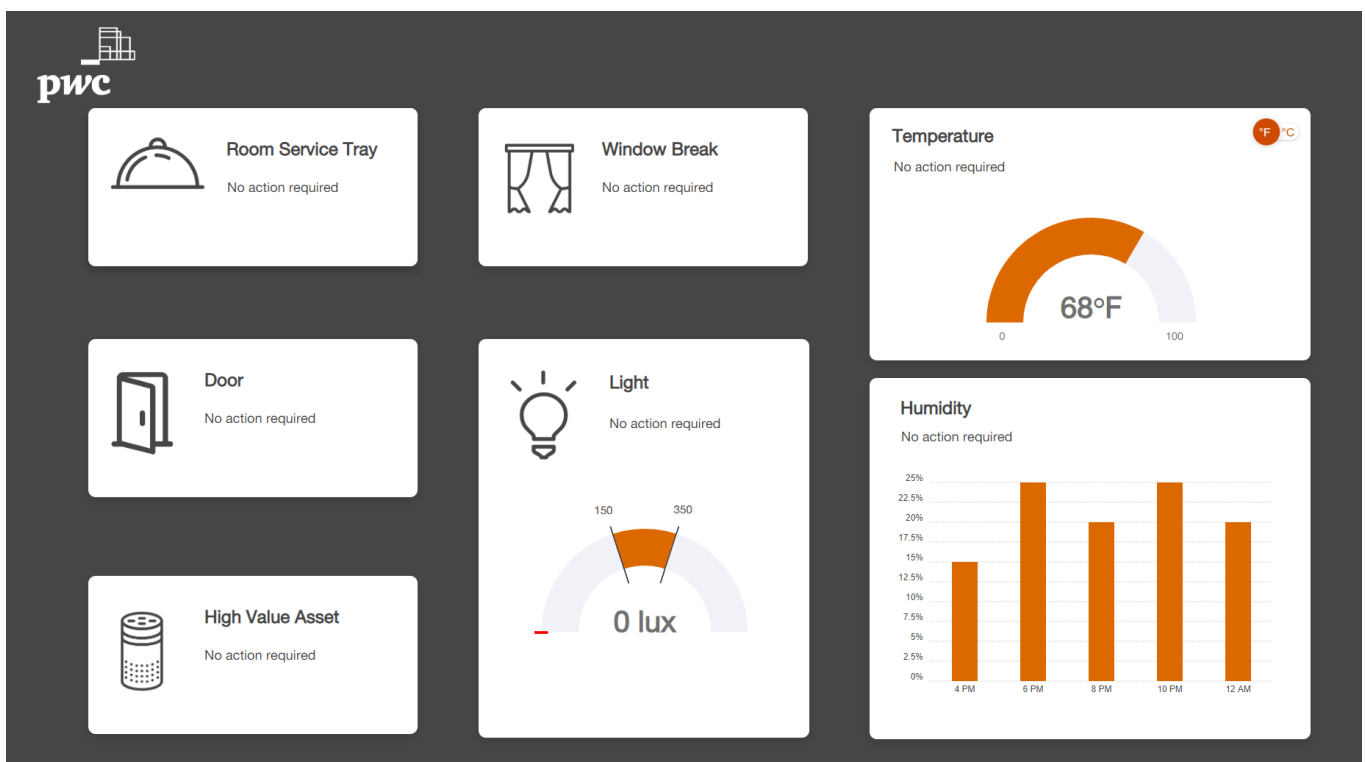 pwc
Room Service Tray
No action required
Window Break
No action required
Temperature
°F °C
No action required
68°F
0 100
Door
No action required
Light
No action required
150 350
0 lux
Humidity
No action required
25%
22.5%
20%
17.5%
15%
12.5%
10%
7.5%
5%
2.5%
0%
4 PM 6 PM 8 PM 10 PM 12 AM
High Value Asset
No action required